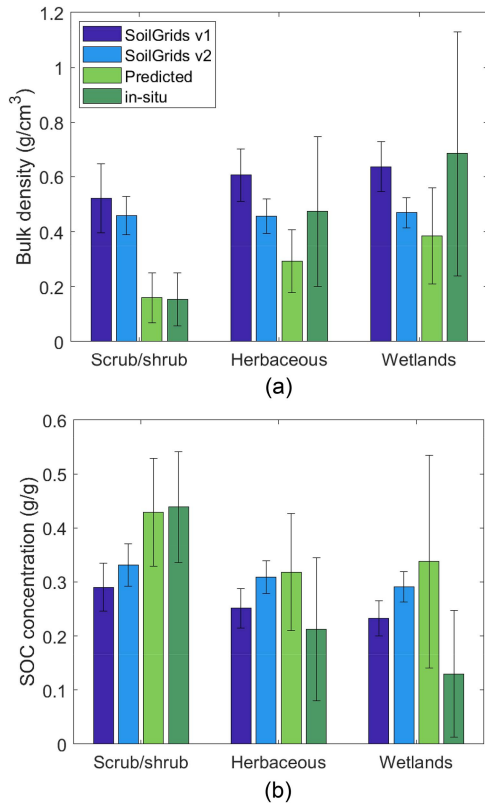 1.2
1
0.8
0.6
0.4
0.2
0
Bulk density (g/cm³)
SoilGrids v1
SoilGrids v2
Predicted
in-situ
Scrub/shrub Herbaceous Wetlands
(a)
0.6
0.5
0.4
0.3
0.2
0.1
0
SOC concentration (g/g)
Scrub/shrub Herbaceous Wetlands
(b)